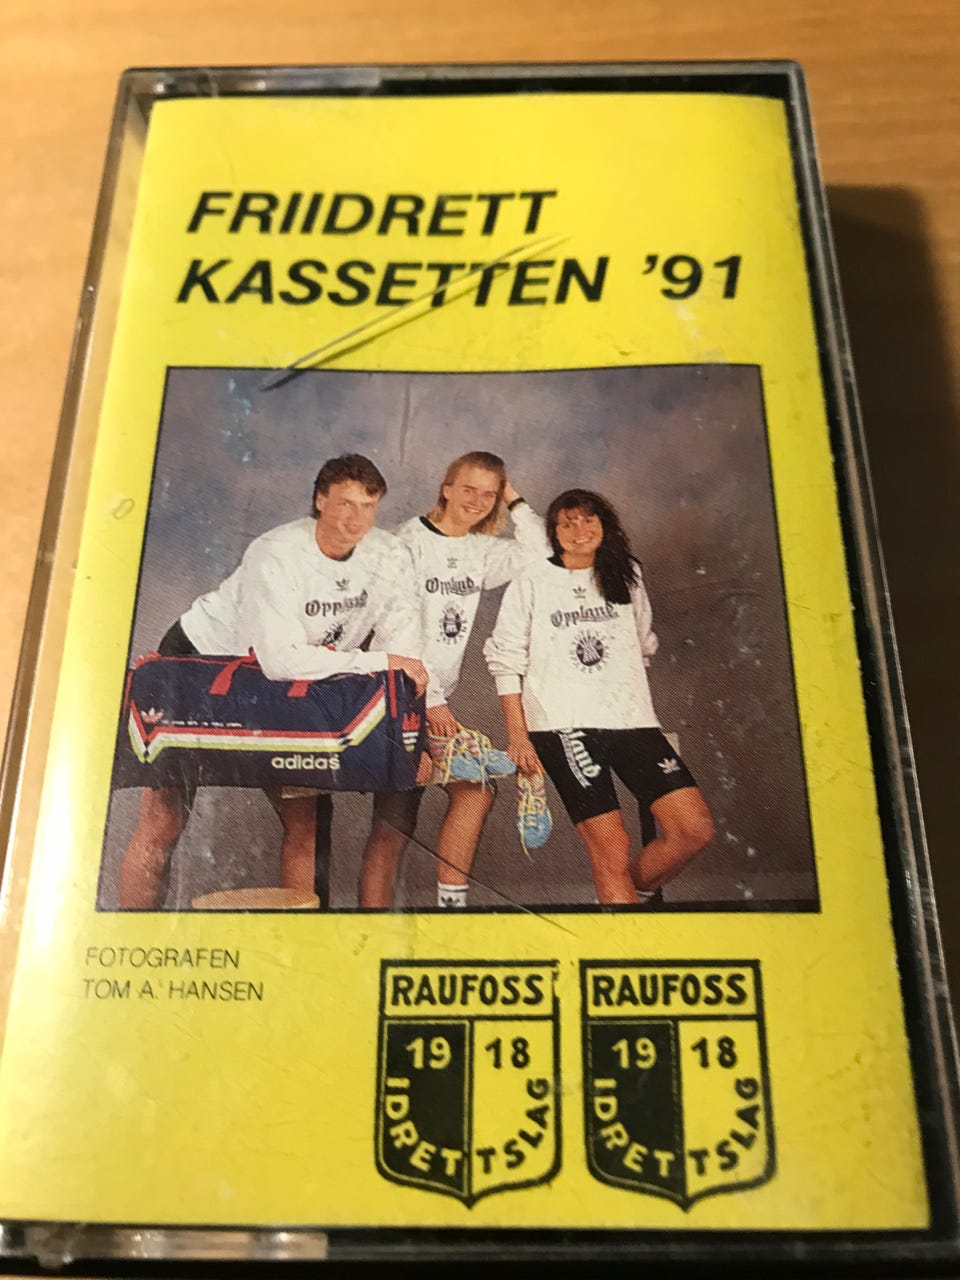 FRIIDRETT
KASSETTEN '91
Oppland
Oppland
Oppland
adidas
FOTOGRAFEN
TOM A. HANSEN
RAUFOSS
19 18
IDRETTSLAG
RAUFOSS
19 18
IDRETTSLAG